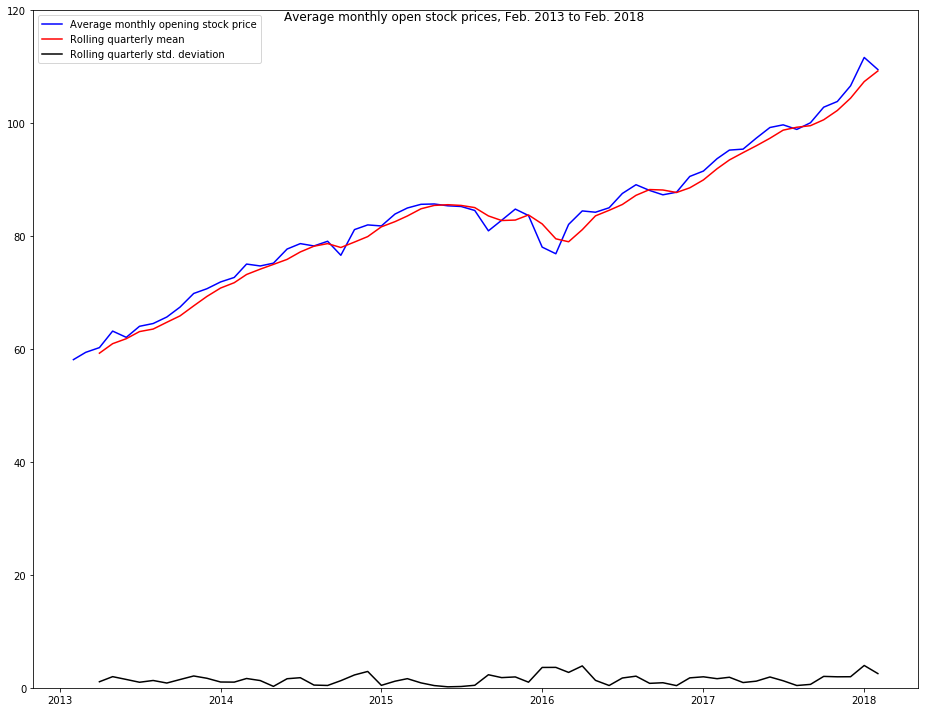 Average monthly open stock prices, Feb. 2013 to Feb. 2018
Average monthly opening stock price
Rolling quarterly mean
Rolling quarterly std. deviation
120
100
80
60
40
20
0
2013 2014 2015 2016 2017 2018